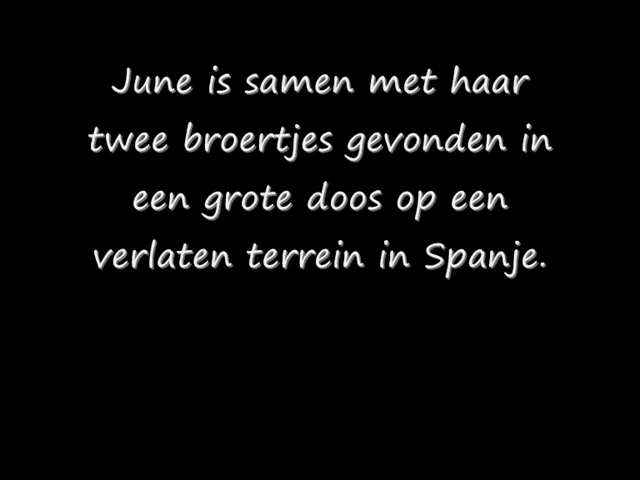 June is samen met haar
twee broertjes gevonden in
een grote doos op een
verlaten terrein in Spanje.